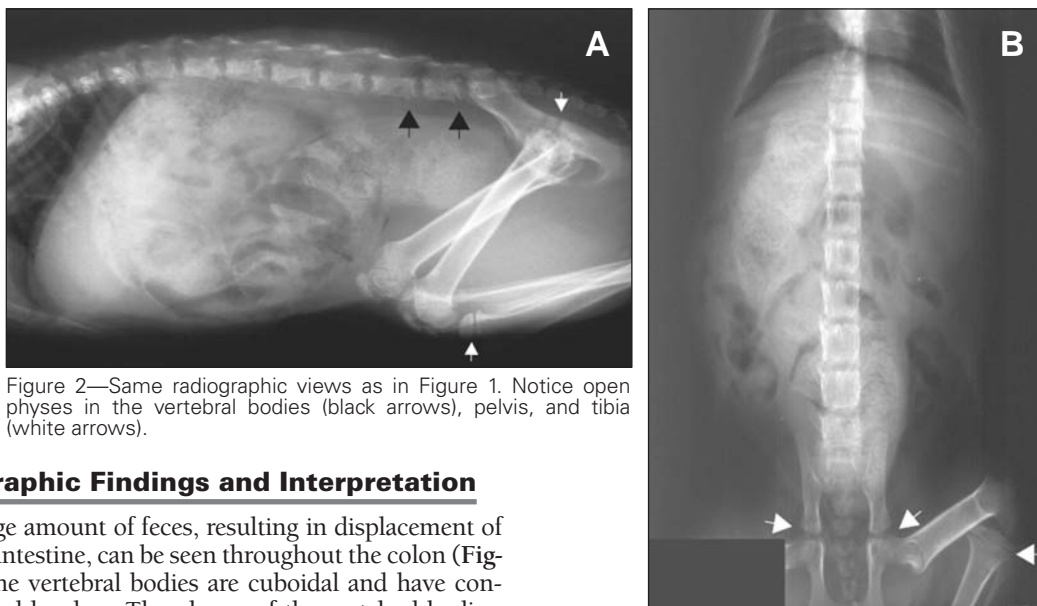 A
B
Figure 2—Same radiographic views as in Figure 1. Notice open
physes in the vertebral bodies (black arrows), pelvis, and tibia
(white arrows).
raphic Findings and Interpretation
ge amount of feces, resulting in displacement of
intestine, can be seen throughout the colon (Fig-
ne vertebral bodies are cuboidal and have con-